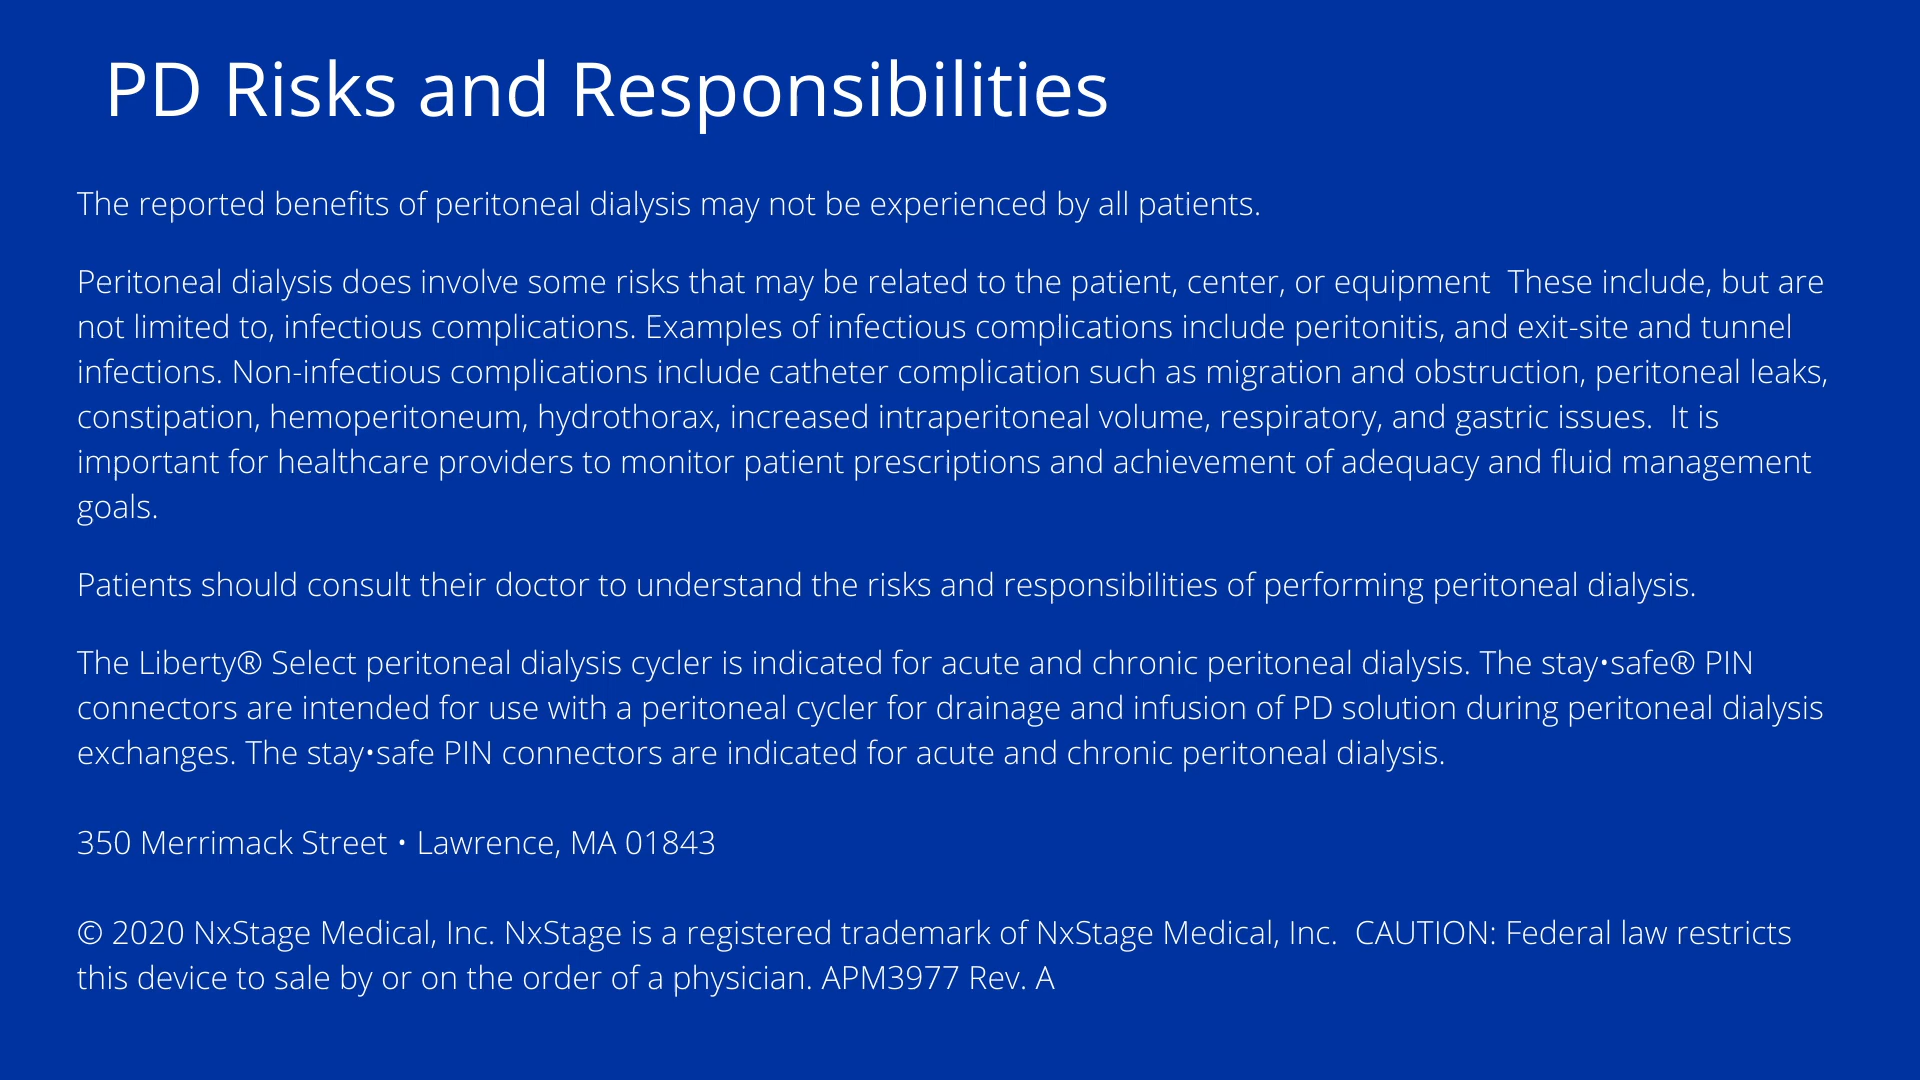 PD Risks and Responsibilities
The reported benefits of peritoneal dialysis may not be experienced by all patients.
Peritoneal dialysis does involve some risks that may be related to the patient, center, or equipment  These include, but are
not limited to, infectious complications. Examples of infectious complications include peritonitis, and exit-site and tunnel
infections. Non-infectious complications include catheter complication such as migration and obstruction, peritoneal leaks,
constipation, hemoperitoneum, hydrothorax, increased intraperitoneal volume, respiratory, and gastric issues.  It is
important for healthcare providers to monitor patient prescriptions and achievement of adequacy and fluid management
goals.
Patients should consult their doctor to understand the risks and responsibilities of performing peritoneal dialysis.
The Liberty® Select peritoneal dialysis cycler is indicated for acute and chronic peritoneal dialysis. The stay•safe® PIN
connectors are intended for use with a peritoneal cycler for drainage and infusion of PD solution during peritoneal dialysis
exchanges. The stay•safe PIN connectors are indicated for acute and chronic peritoneal dialysis.
350 Merrimack Street • Lawrence, MA 01843
© 2020 NxStage Medical, Inc. NxStage is a registered trademark of NxStage Medical, Inc.  CAUTION: Federal law restricts
this device to sale by or on the order of a physician. APM3977 Rev. A